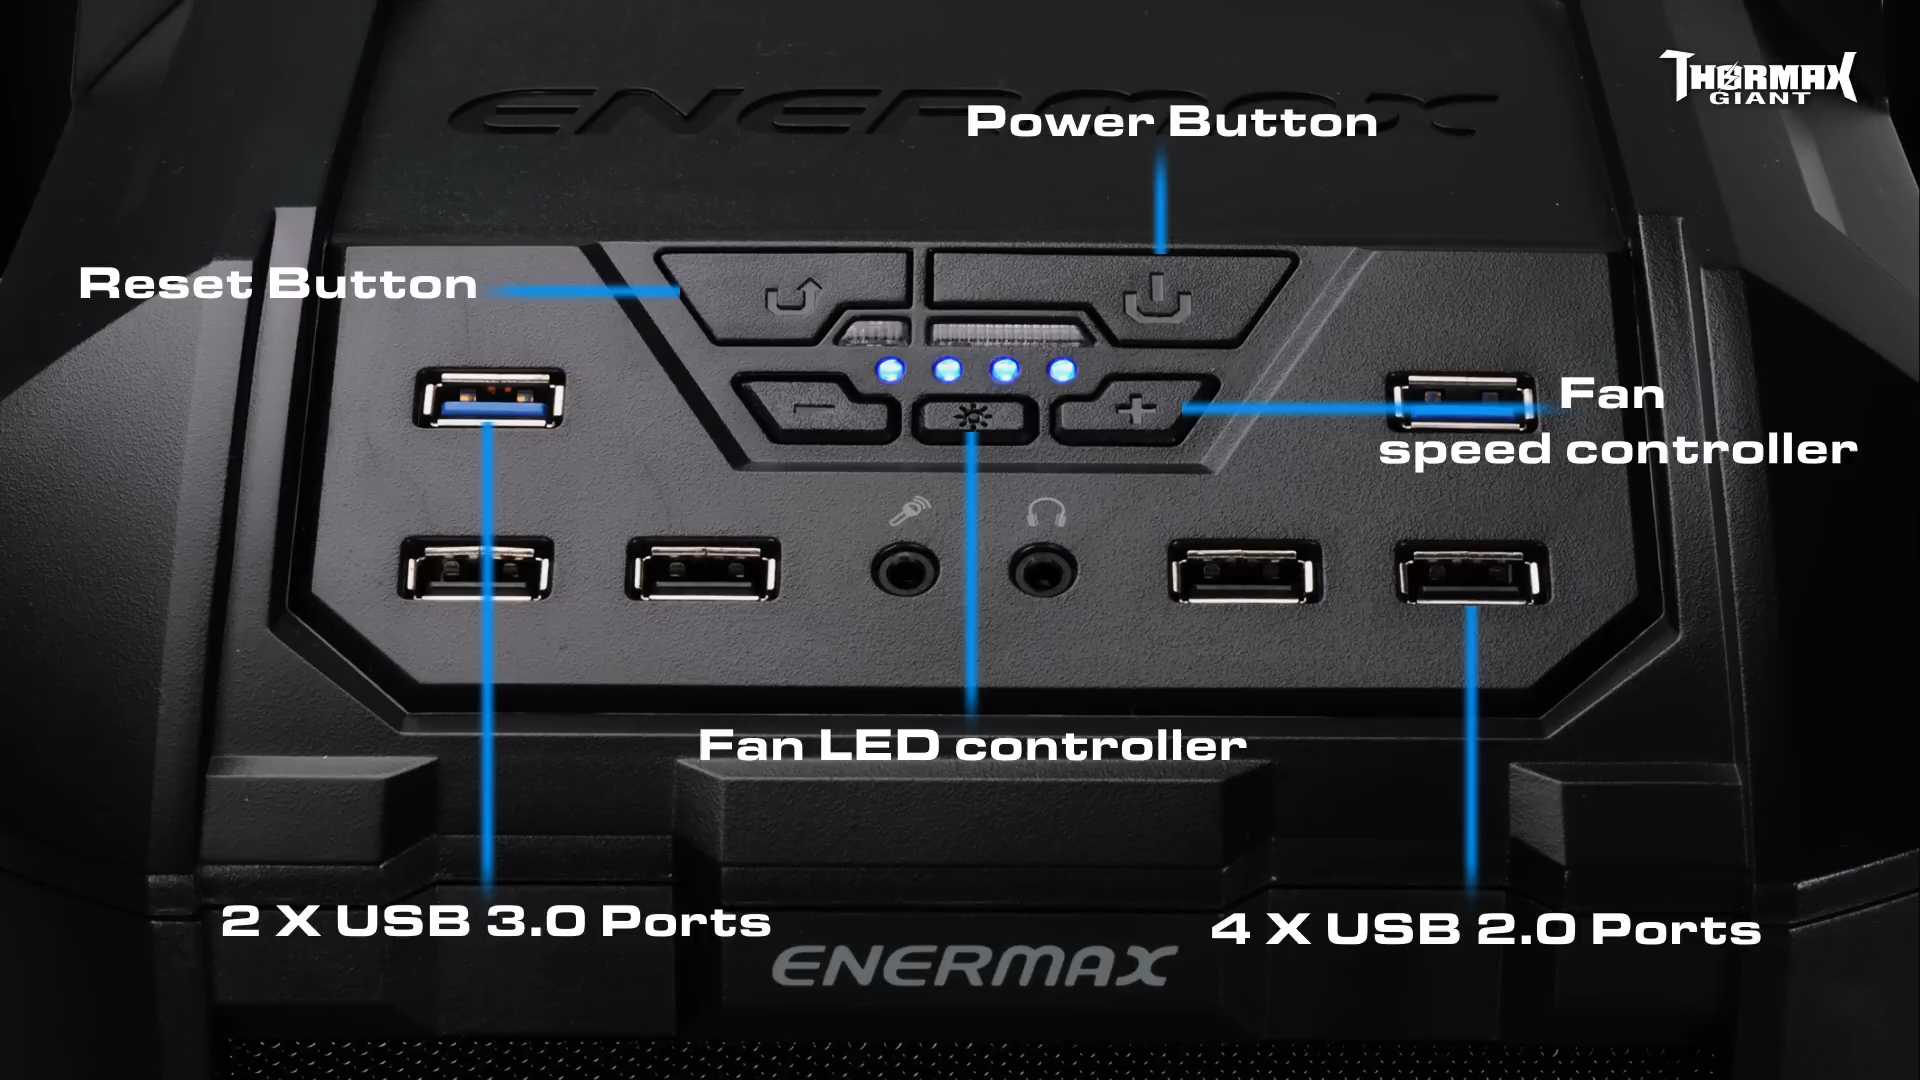 THORMAX
GIANT
ENERMAX
Power Button
Reset Button
Fan
speed controller
Fan LED controller
2 X USB 3.0 Ports
4 X USB 2.0 Ports
ENERMAX